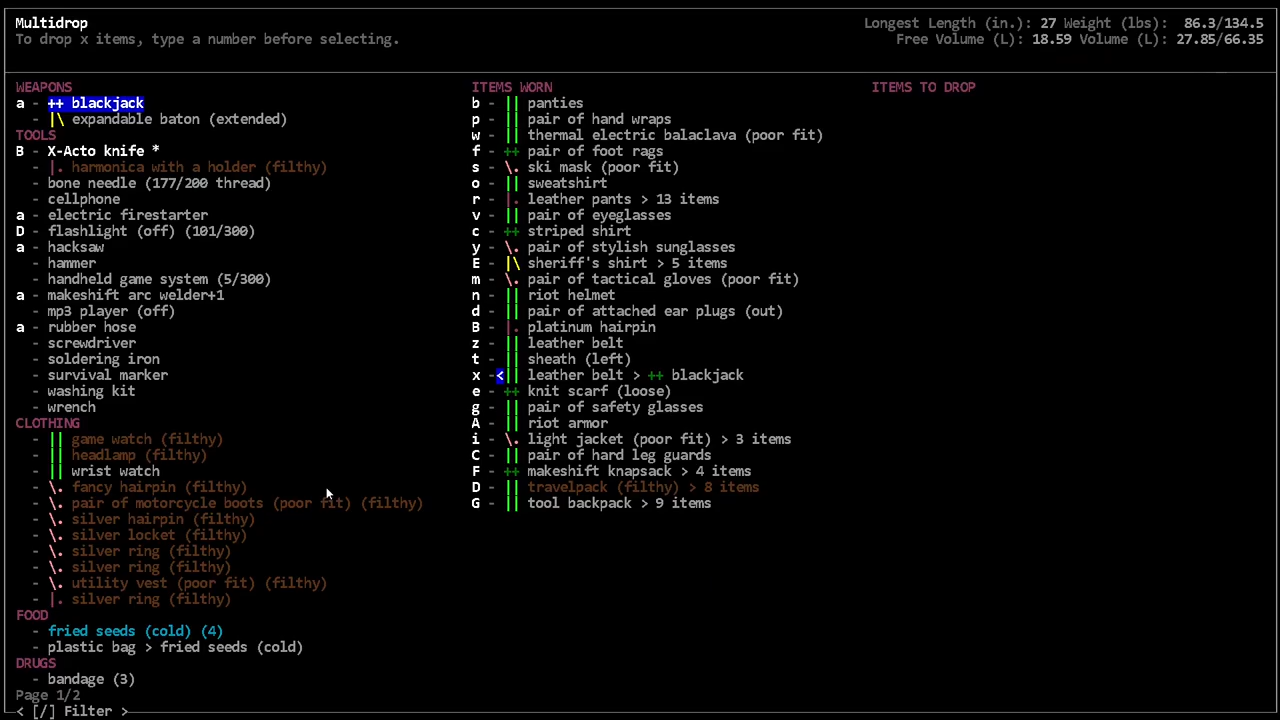 Multidrop
To drop x items, type a number before selecting.
Longest Length (in.): 27 Weight (lbs): 86.3/134.5
Free Volume (L): 18.59 Volume (L): 27.85/66.35
WEAPONS
a - ++ blackjack
- |\ expandable baton (extended)
TOOLS
B - X-Acto knife *
- |. harmonica with a holder (filthy)
- bone needle (177/200 thread)
- cellphone
a - electric firestarter
D - flashlight (off) (101/300)
a - hacksaw
- hammer
- handheld game system (5/300)
a - makeshift arc welder+1
- mp3 player (off)
a - rubber hose
- screwdriver
- soldering iron
- survival marker
- washing kit
- wrench
CLOTHING
- || game watch (filthy)
- || headlamp (filthy)
- || wrist watch
- \. fancy hairpin (filthy)
- \. pair of motorcycle boots (poor fit) (filthy)
- \. silver hairpin (filthy)
- \. silver locket (filthy)
- \. silver ring (filthy)
- \. silver ring (filthy)
- \. utility vest (poor fit) (filthy)
- |. silver ring (filthy)
FOOD
- fried seeds (cold) (4)
- plastic bag > fried seeds (cold)
DRUGS
- bandage (3)
Page 1/2
< [/] Filter >
ITEMS WORN
b - || panties
p - || pair of hand wraps
w - || thermal electric balaclava (poor fit)
f - ++ pair of foot rags
s - \. ski mask (poor fit)
o - || sweatshirt
r - |. leather pants > 13 items
v - || pair of eyeglasses
c - ++ striped shirt
y - \. pair of stylish sunglasses
E - |\ sheriff's shirt > 5 items
m - \. pair of tactical gloves (poor fit)
n - || riot helmet
d - || pair of attached ear plugs (out)
B - |. platinum hairpin
z - || leather belt
t - || sheath (left)
x -<|| leather belt > ++ blackjack
e - ++ knit scarf (loose)
g - || pair of safety glasses
A - || riot armor
i - \. light jacket (poor fit) > 3 items
C - || pair of hard leg guards
F - ++ makeshift knapsack > 4 items
D - || travelpack (filthy) > 8 items
G - || tool backpack > 9 items
ITEMS TO DROP